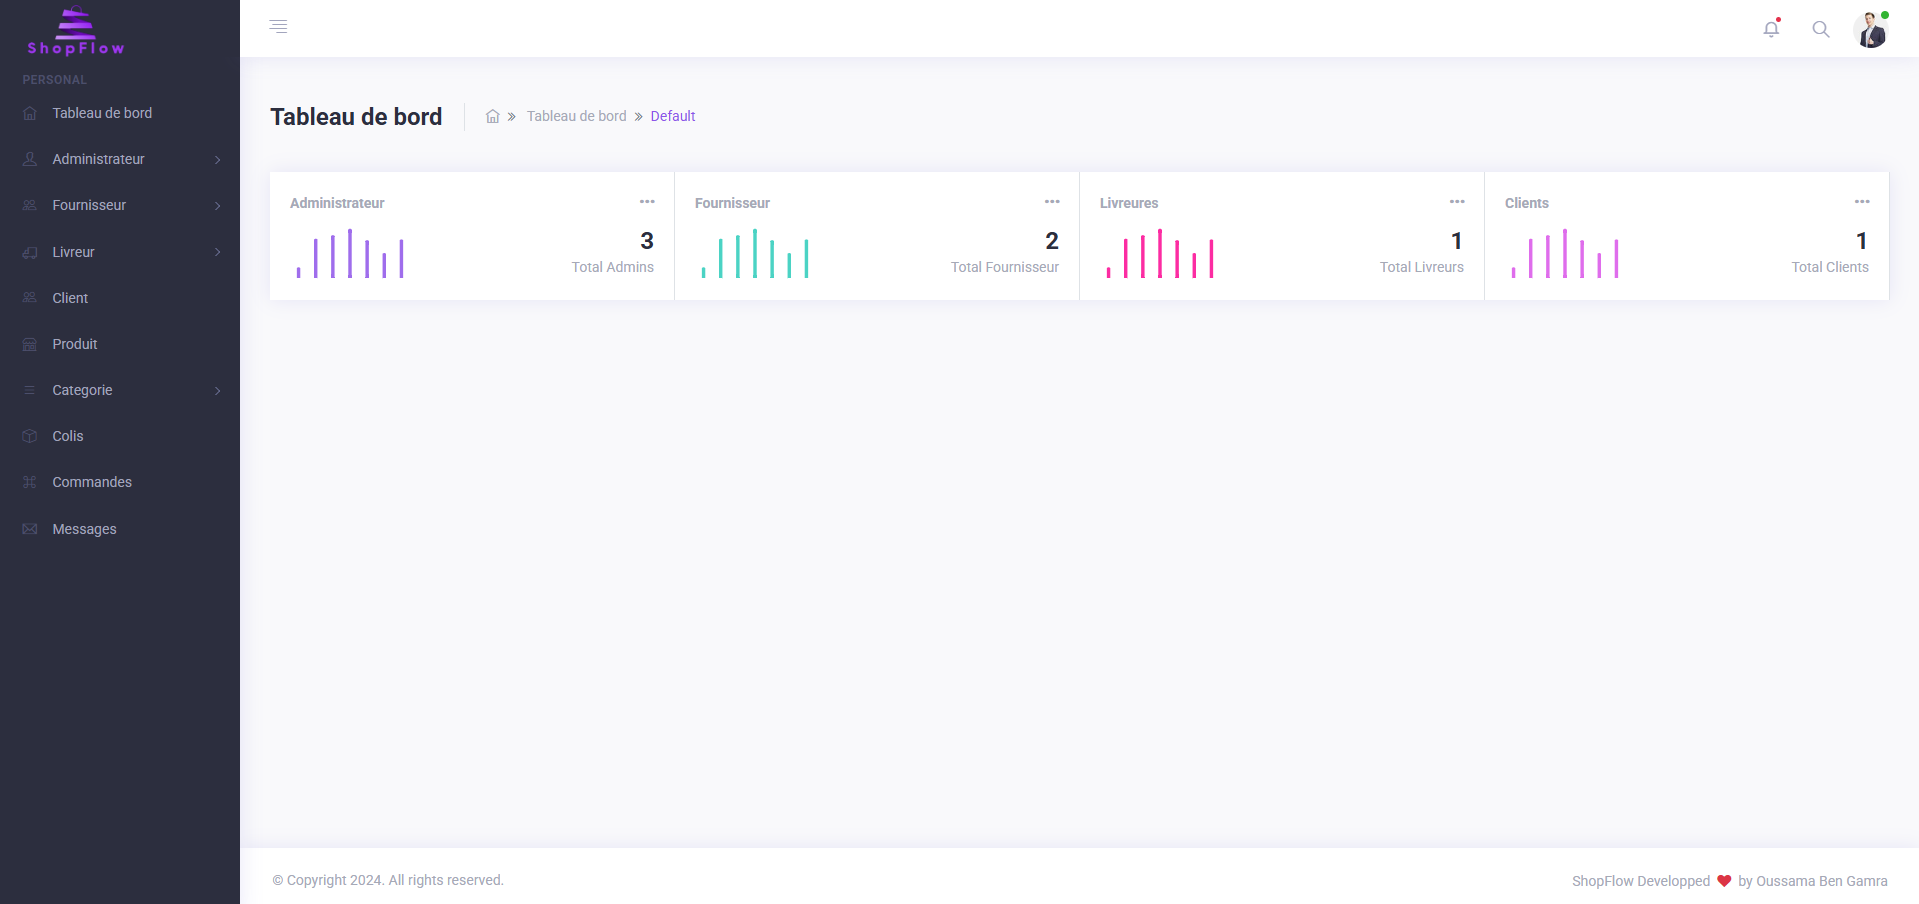 ShopFlow
PERSONAL
Tableau de bord
Administrateur
Fournisseur
Livreur
Client
Produit
Categorie
Colis
Commandes
Messages
Tableau de bord
Tableau de bord » Default
Administrateur
3
Total Admins
Fournisseur
2
Total Fournisseur
Livreures
1
Total Livreurs
Clients
1
Total Clients
© Copyright 2024. All rights reserved.
ShopFlow Developped ❤ by Oussama Ben Gamra